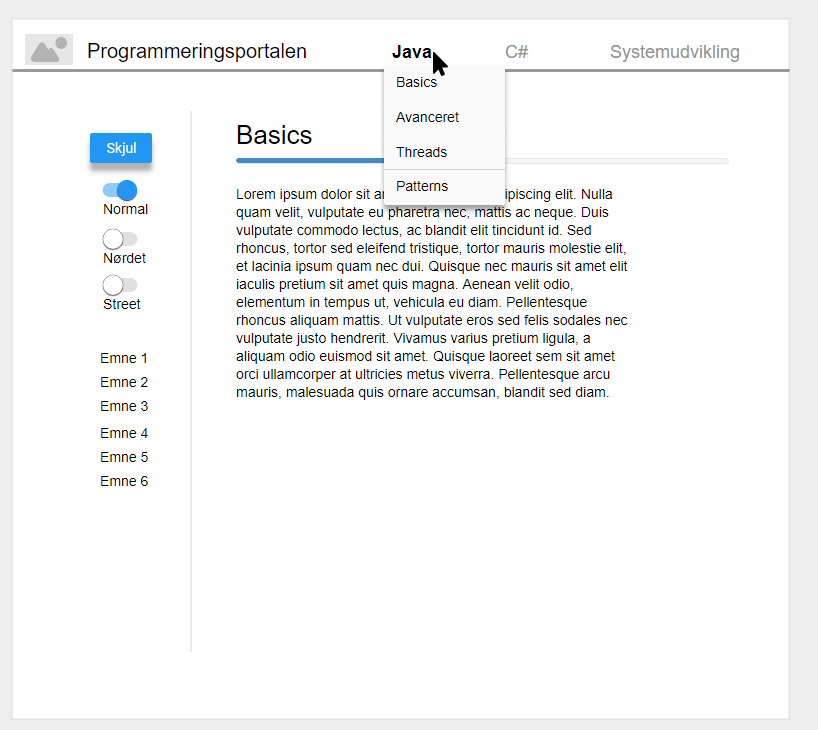 Programmeringsportalen
Java
C#
Systemudvikling
Basics
Avanceret
Threads
Patterns
Skjul
Normal
Nørdet
Street
Emne 1
Emne 2
Emne 3
Emne 4
Emne 5
Emne 6
Basics
Lorem ipsum dolor sit ipiscing elit. Nulla
quam velit, vulputate eu pharetra nec, mattis ac neque. Duis
vulputate commodo lectus, ac blandit elit tincidunt id. Sed
rhoncus, tortor sed eleifend tristique, tortor mauris molestie elit,
et lacinia ipsum quam nec dui. Quisque nec mauris sit amet elit
iaculis pretium sit amet quis magna. Aenean velit odio,
elementum in tempus ut, vehicula eu diam. Pellentesque
rhoncus aliquam mattis. Ut vulputate eros sed felis sodales nec
vulputate justo hendrerit. Vivamus varius pretium ligula, a
aliquam odio euismod sit amet. Quisque laoreet sem sit amet
orci ullamcorper at ultricies metus viverra. Pellentesque arcu
mauris, malesuada quis ornare accumsan, blandit sed diam.